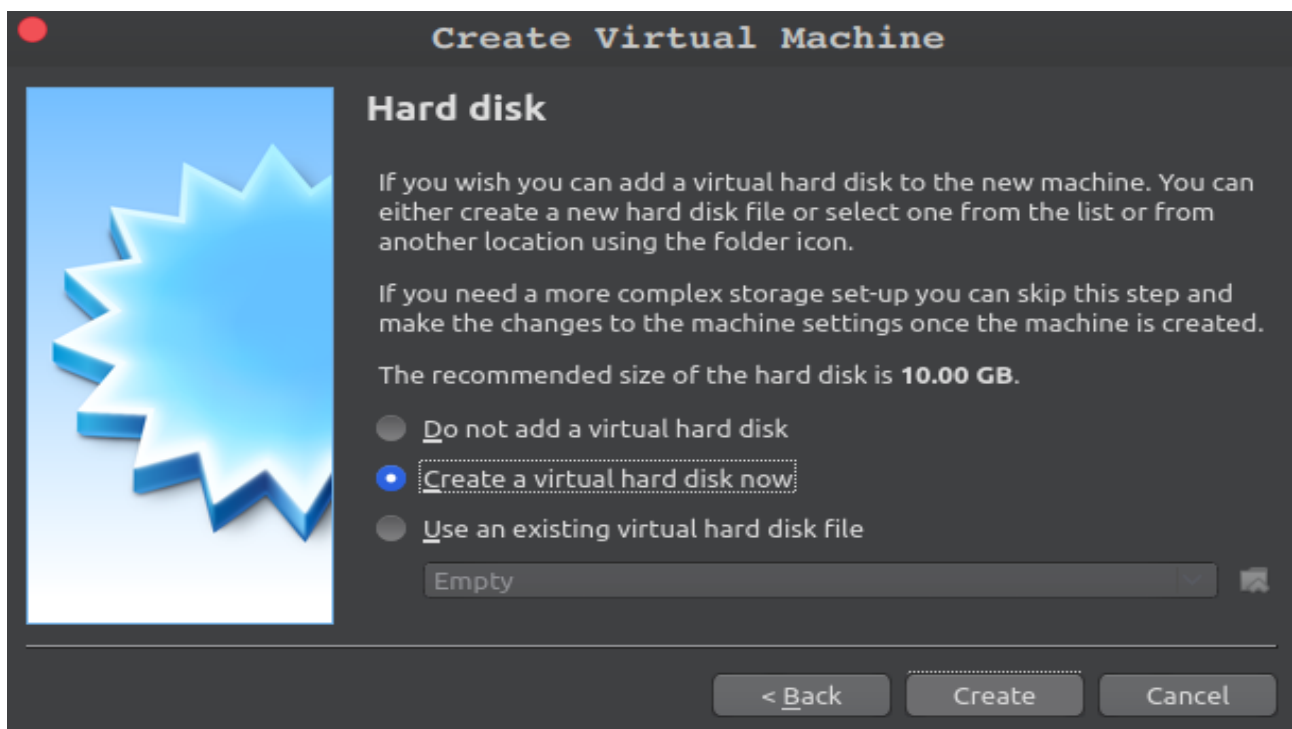 Create Virtual Machine
Hard disk
If you wish you can add a virtual hard disk to the new machine. You can
either create a new hard disk file or select one from the list or from
another location using the folder icon.
If you need a more complex storage set-up you can skip this step and
make the changes to the machine settings once the machine is created.
The recommended size of the hard disk is 10.00 GB.
Do not add a virtual hard disk
Create a virtual hard disk now
Use an existing virtual hard disk file
Empty
< Back Create Cancel